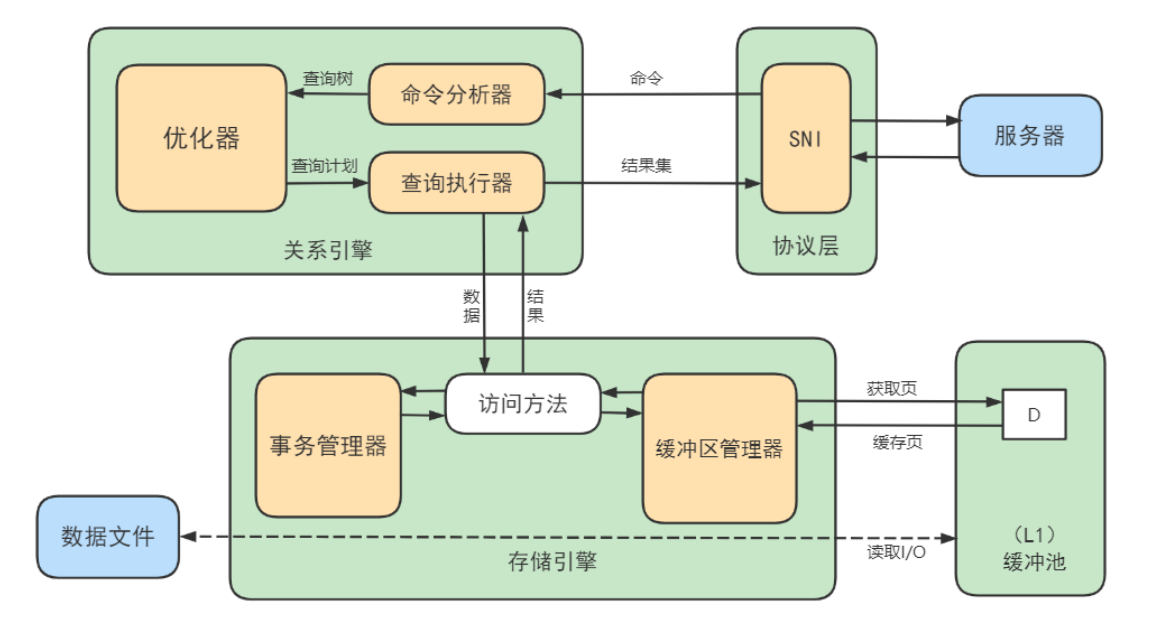 查询树
命令分析器
命令
优化器
SNI
服务器
查询计划
查询执行器
结果集
关系引擎
协议层
数
据
结
果
访问方法
获取页
D
事务管理器
缓冲区管理器
缓存页
数据文件
存储引擎
读取I/O
（L1）
缓冲池